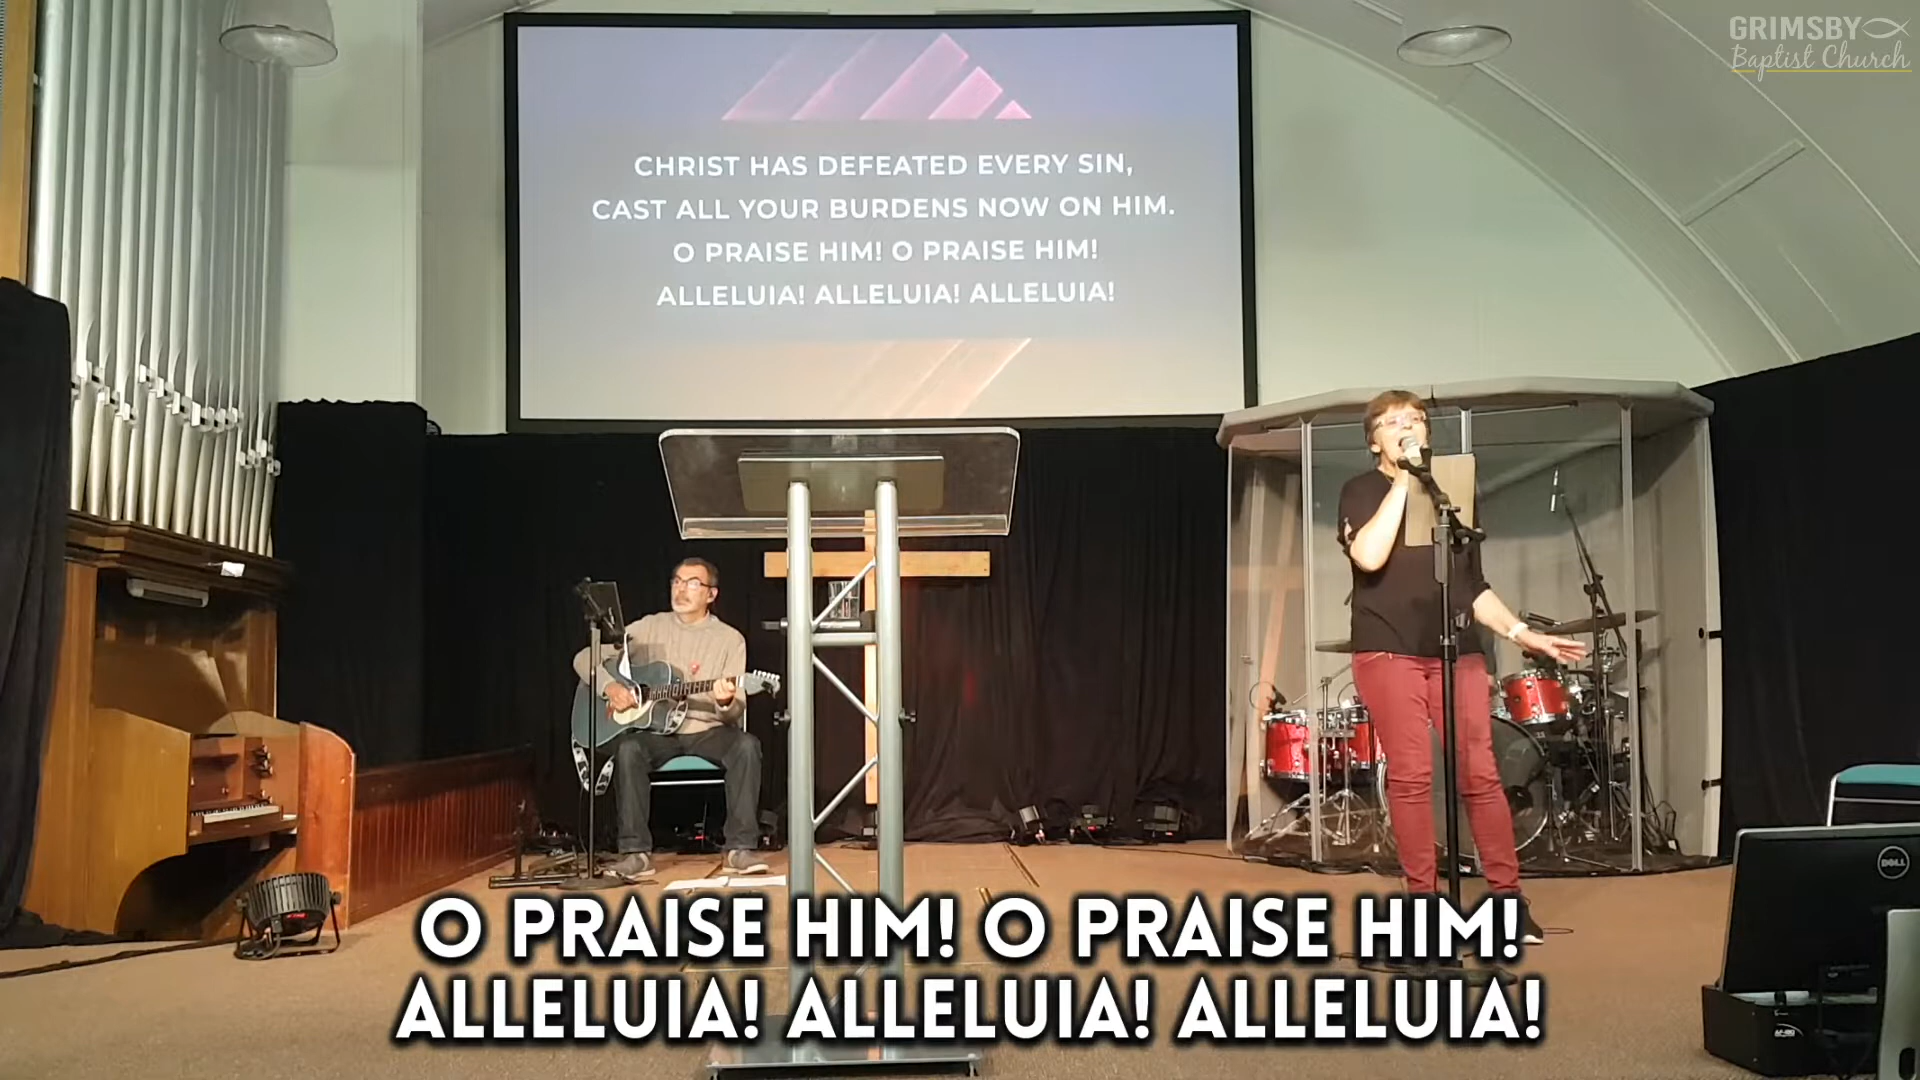 GRIMSBY
Baptist Church
CHRIST HAS DEFEATED EVERY SIN,
CAST ALL YOUR BURDENS NOW ON HIM.
O PRAISE HIM! O PRAISE HIM!
ALLELUIA! ALLELUIA! ALLELUIA!
DELL
O PRAISE HIM! O PRAISE HIM!
ALLELUIA! ALLELUIA! ALLELUIA!